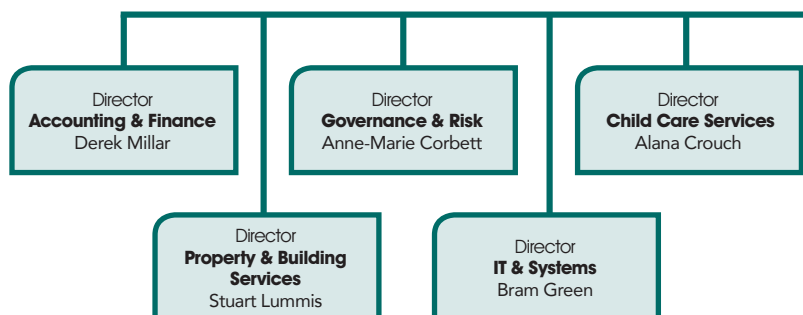 Director
Accounting & Finance
Derek Millar
Director
Governance & Risk
Anne-Marie Corbett
Director
Child Care Services
Alana Crouch
Director
Property & Building
Services
Stuart Lummis
Director
IT & Systems
Bram Green